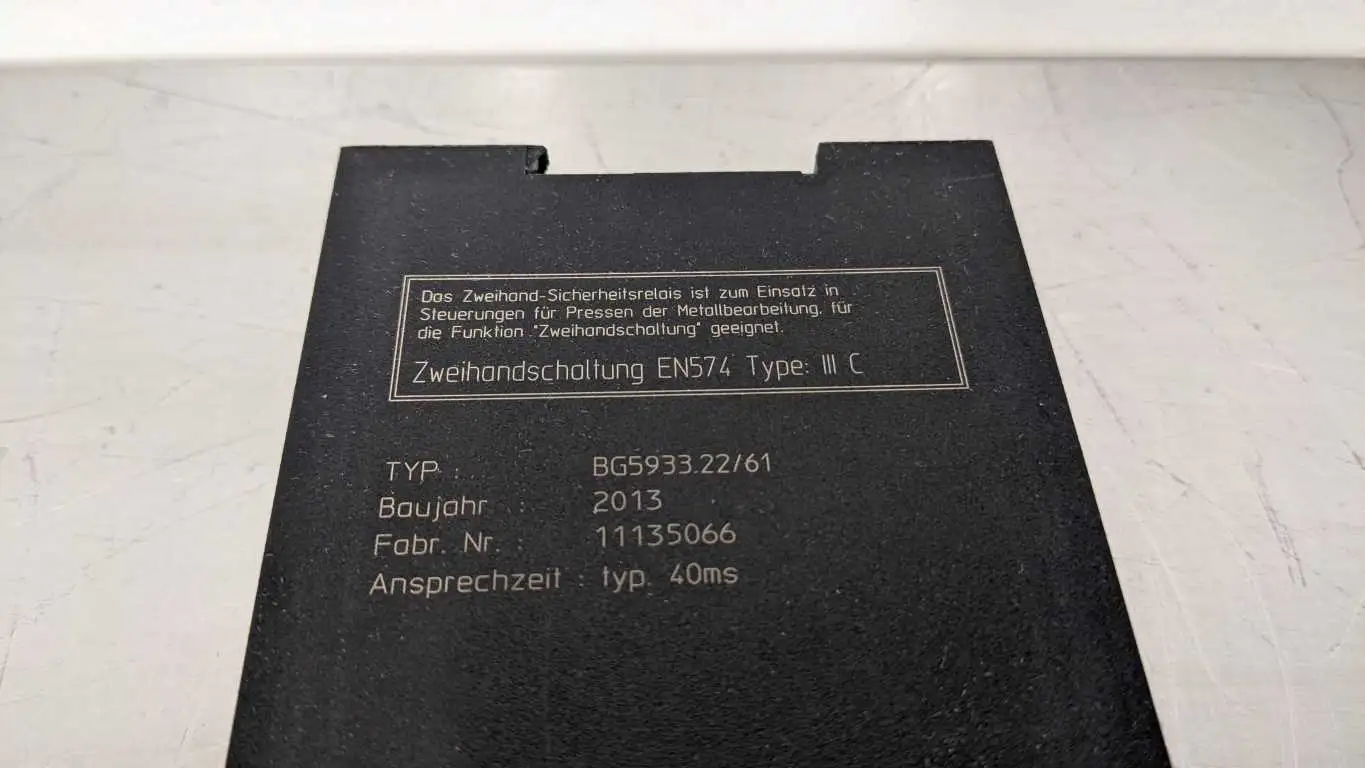 Das Zweihand-Sicherheitsrelais ist zum Einsatz in
Steuerungen für Pressen der Metallbearbeitung, für
die Funktion "Zweihandschaltung" geeignet.
Zweihandschaltung EN574 Type: III C
TYP : BG5933.22/61
Baujahr : 2013
Fabr. Nr. : 11135066
Ansprechzeit : typ. 40ms